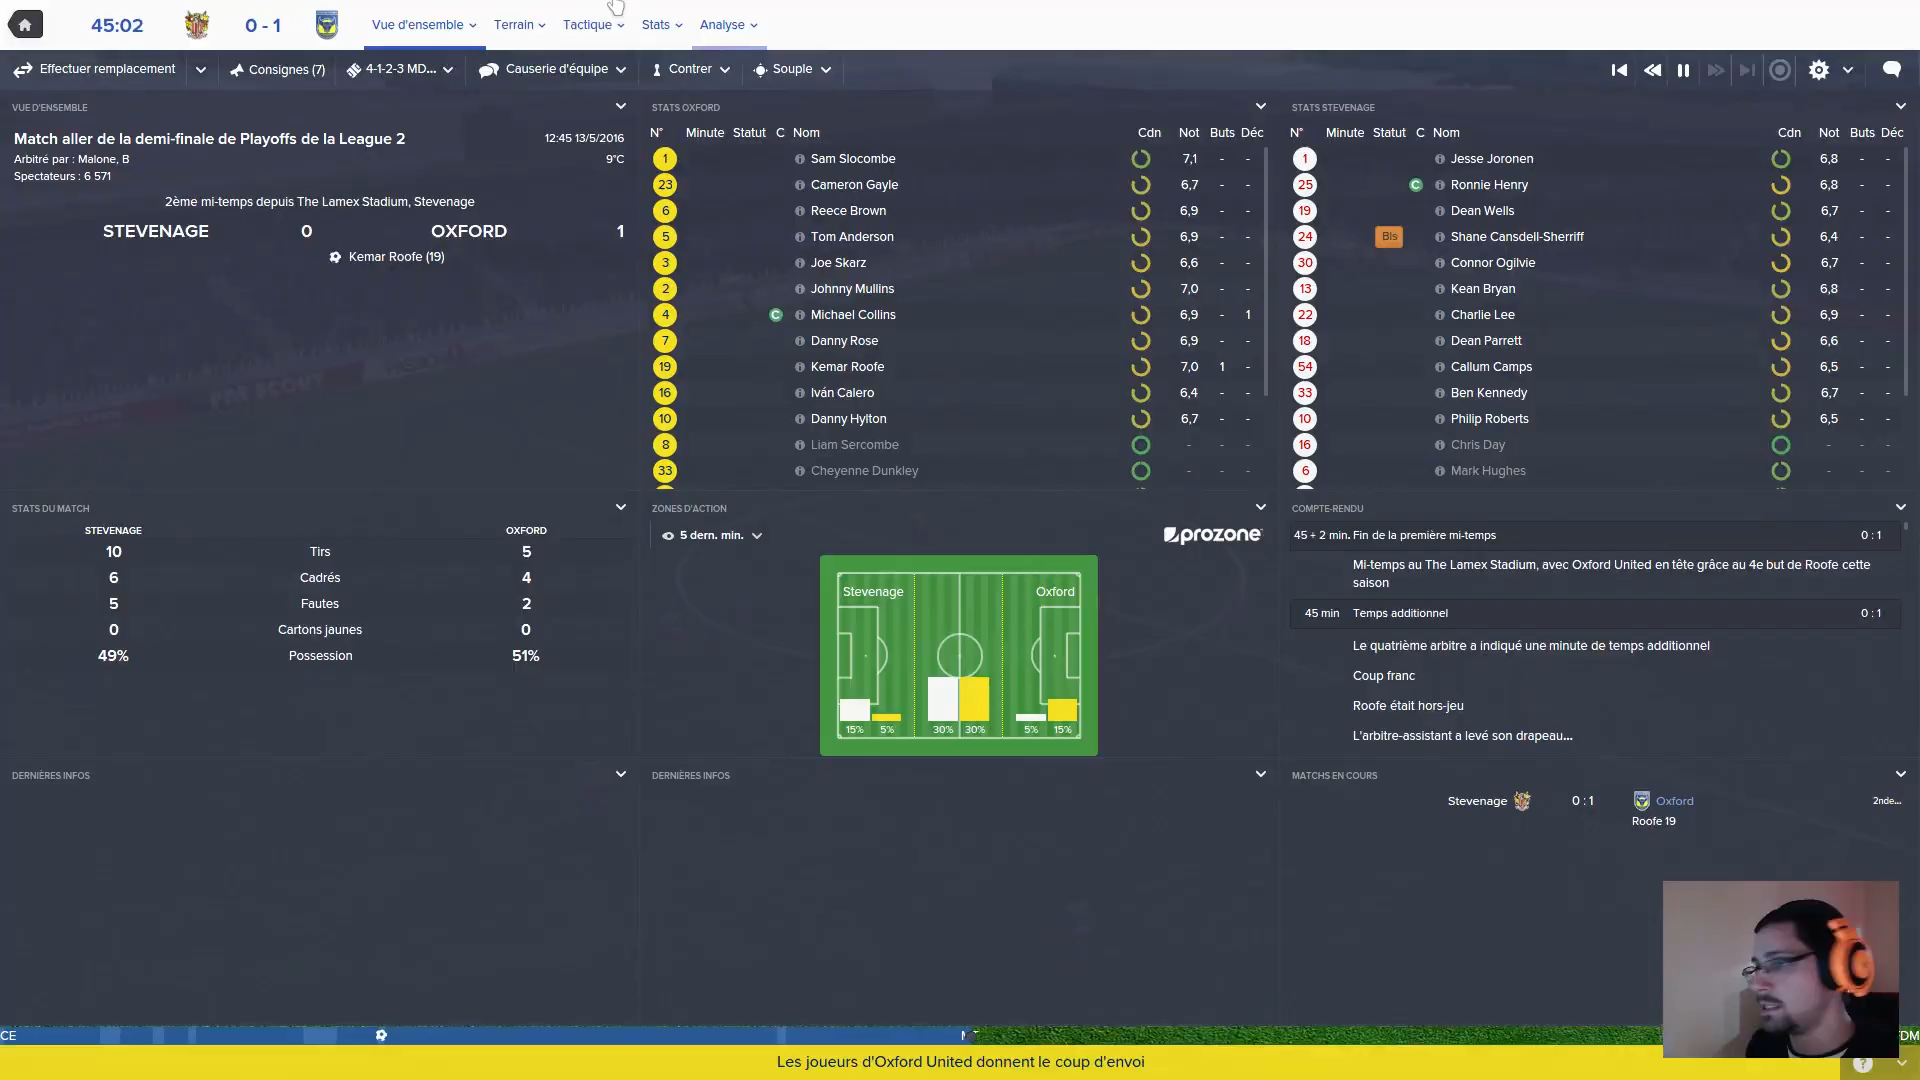 45:02
0 - 1
Vue d'ensemble
Terrain
Tactique
Stats
Analyse
Effectuer remplacement
Consignes (7)
4-1-2-3 MD...
Causerie d'équipe
Contrer
Souple
VUE D'ENSEMBLE
Match aller de la demi-finale de Playoffs de la League 2
12:45 13/5/2016
Arbitré par : Malone, B
9°C
Spectateurs : 6 571
2ème mi-temps depuis The Lamex Stadium, Stevenage
STEVENAGE 0 OXFORD 1
Kemar Roofe (19)
STATS OXFORD
N° Minute Statut C Nom Cdn Not Buts Déc
1 Sam Slocombe 7,1 - -
23 Cameron Gayle 6,7 - -
6 Reece Brown 6,9 - -
5 Tom Anderson 6,9 - -
3 Joe Skarz 6,6 - -
2 Johnny Mullins 7,0 - -
4 C Michael Collins 6,9 - 1
7 Danny Rose 6,9 - -
19 Kemar Roofe 7,0 1 -
16 Iván Calero 6,4 - -
10 Danny Hylton 6,7 - -
8 Liam Sercombe - - -
33 Cheyenne Dunkley - - -
STATS STEVENAGE
N° Minute Statut C Nom Cdn Not Buts Déc
1 Jesse Joronen 6,8 - -
25 C Ronnie Henry 6,8 - -
19 Dean Wells 6,7 - -
24 Bls Shane Cansdell-Sherriff 6,4 - -
30 Connor Ogilvie 6,7 - -
13 Kean Bryan 6,8 - -
22 Charlie Lee 6,9 - -
18 Dean Parrett 6,6 - -
54 Callum Camps 6,5 - -
33 Ben Kennedy 6,7 - -
10 Philip Roberts 6,5 - -
16 Chris Day - - -
6 Mark Hughes - - -
STATS DU MATCH
STEVENAGE OXFORD
10 Tirs 5
6 Cadrés 4
5 Fautes 2
0 Cartons jaunes 0
49% Possession 51%
ZONES D'ACTION
5 dern. min.
prozone
Stevenage Oxford
15% 5% 30% 30% 5% 15%
COMPTE-RENDU
45 + 2 min. Fin de la première mi-temps 0 : 1
Mi-temps au The Lamex Stadium, avec Oxford United en tête grâce au 4e but de Roofe cette
saison
45 min Temps additionnel 0 : 1
Le quatrième arbitre a indiqué une minute de temps additionnel
Coup franc
Roofe était hors-jeu
L'arbitre-assistant a levé son drapeau...
DERNIÈRES INFOS
DERNIÈRES INFOS
MATCHS EN COURS
Stevenage 0 : 1 Oxford 2nde...
Roofe 19
CE
FDM
Les joueurs d'Oxford United donnent le coup d'envoi
?